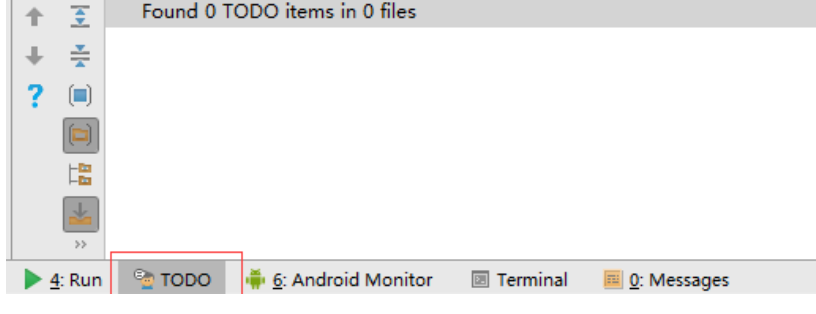 Found 0 TODO items in 0 files
?
>>
4: Run TODO 6: Android Monitor Terminal 0: Messages